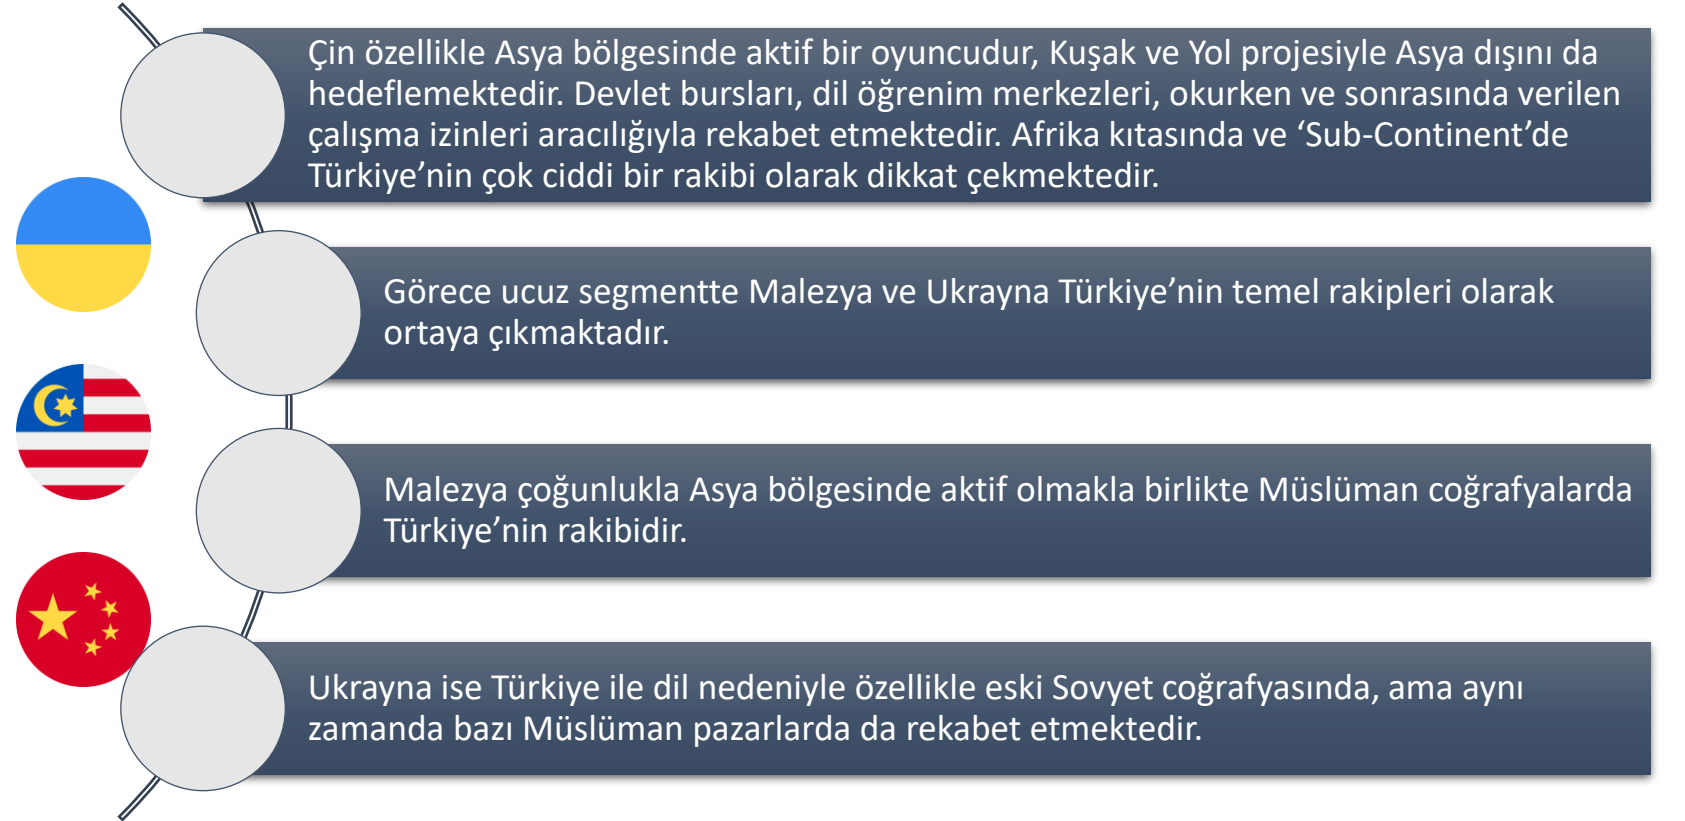 Çin özellikle Asya bölgesinde aktif bir oyuncudur, Kuşak ve Yol projesiyle Asya dışını da
hedeflemektedir. Devlet bursları, dil öğrenim merkezleri, okurken ve sonrasında verilen
çalışma izinleri aracılığıyla rekabet etmektedir. Afrika kıtasında ve ‘Sub-Continent’de
Türkiye’nin çok ciddi bir rakibi olarak dikkat çekmektedir.
Görece ucuz segmentte Malezya ve Ukrayna Türkiye’nin temel rakipleri olarak
ortaya çıkmaktadır.
Malezya çoğunlukla Asya bölgesinde aktif olmakla birlikte Müslüman coğrafyalarda
Türkiye’nin rakibidir.
Ukrayna ise Türkiye ile dil nedeniyle özellikle eski Sovyet coğrafyasında, ama aynı
zamanda bazı Müslüman pazarlarda da rekabet etmektedir.